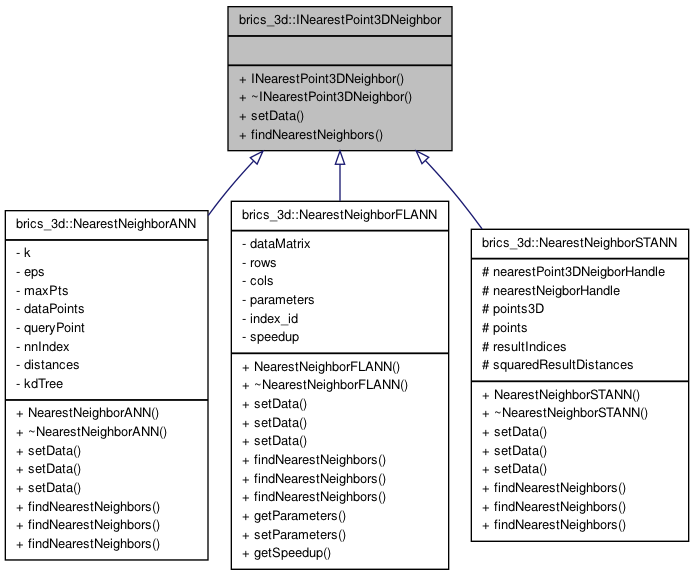 brics_3d::INearestPoint3DNeighbor
+ INearestPoint3DNeighbor()
+ ~INearestPoint3DNeighbor()
+ setData()
+ findNearestNeighbors()
brics_3d::NearestNeighborANN
- k
- eps
- maxPts
- dataPoints
- queryPoint
- nnIndex
- distances
- kdTree
+ NearestNeighborANN()
+ ~NearestNeighborANN()
+ setData()
+ setData()
+ setData()
+ findNearestNeighbors()
+ findNearestNeighbors()
+ findNearestNeighbors()
brics_3d::NearestNeighborFLANN
- dataMatrix
- rows
- cols
- parameters
- index_id
- speedup
+ NearestNeighborFLANN()
+ ~NearestNeighborFLANN()
+ setData()
+ setData()
+ setData()
+ findNearestNeighbors()
+ findNearestNeighbors()
+ findNearestNeighbors()
+ getParameters()
+ setParameters()
+ getSpeedup()
brics_3d::NearestNeighborSTANN
# nearestPoint3DNeigborHandle
# nearestNeigborHandle
# points3D
# points
# resultIndices
# squaredResultDistances
+ NearestNeighborSTANN()
+ ~NearestNeighborSTANN()
+ setData()
+ setData()
+ setData()
+ findNearestNeighbors()
+ findNearestNeighbors()
+ findNearestNeighbors()